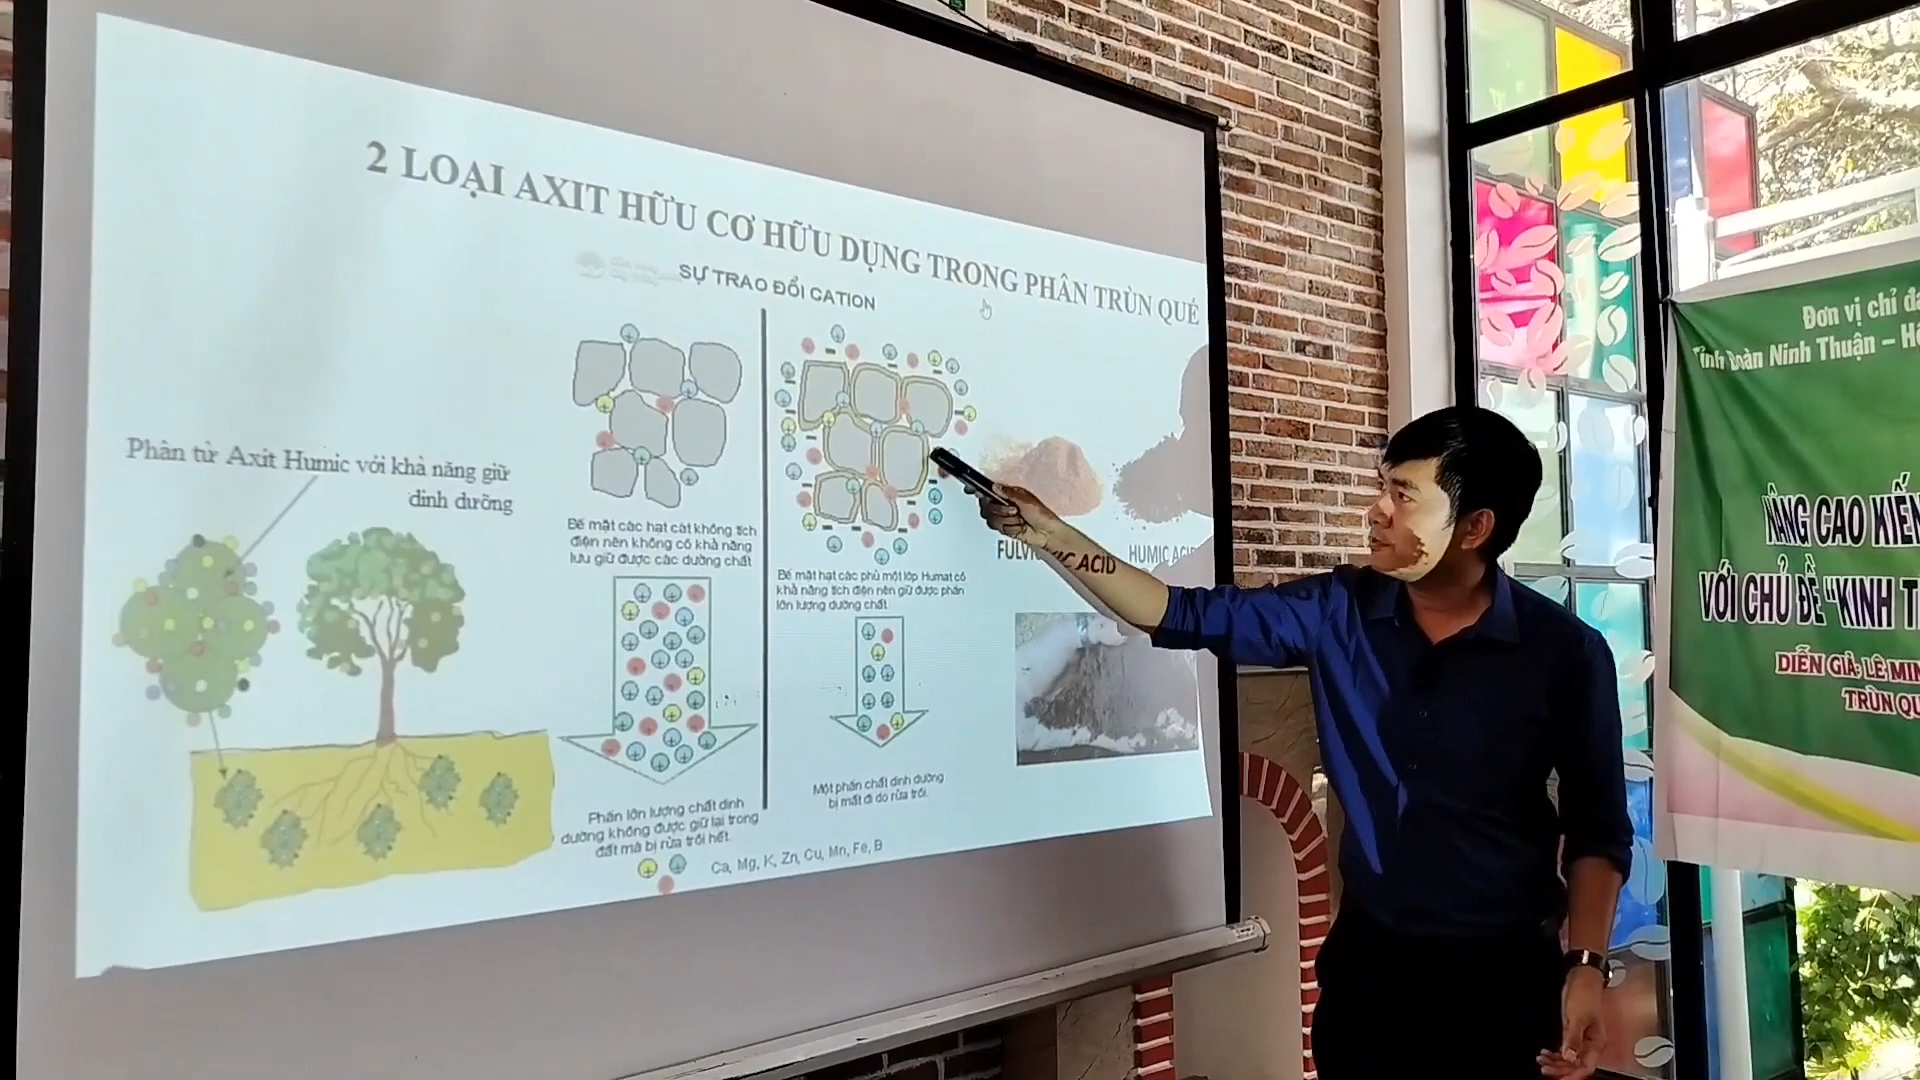 2 LOẠI AXIT HỮU CƠ HỮU DỤNG TRONG PHÂN TRÙN QUẾ
SỰ TRAO ĐỔI CATION
Phân tử Axit Humic với khả năng giữ
dinh dưỡng
Bề mặt các hạt cát không tích
điện nên không có khả năng
lưu giữ được các dưỡng chất
Phần lớn lượng chất dinh
dưỡng không được giữ lại trong
đất mà bị rửa trôi hết.
Bề mặt hạt các phủ một lớp Humat có
khả năng tích điện nên giữ được phần
lớn lượng dưỡng chất.
Một phần chất dinh dưỡng
bị mất đi do rửa trôi.
Ca, Mg, K, Zn, Cu, Mn, Fe, B
ACID
HUMIC ACID
Đơn vị chỉ đạ
Tỉnh Đoàn Ninh Thuận – Hộ
NÂNG CAO KIẾN
VỚI CHỦ ĐỀ "KINH T
DIỄN GIẢ: LÊ MIN
TRÙN QU